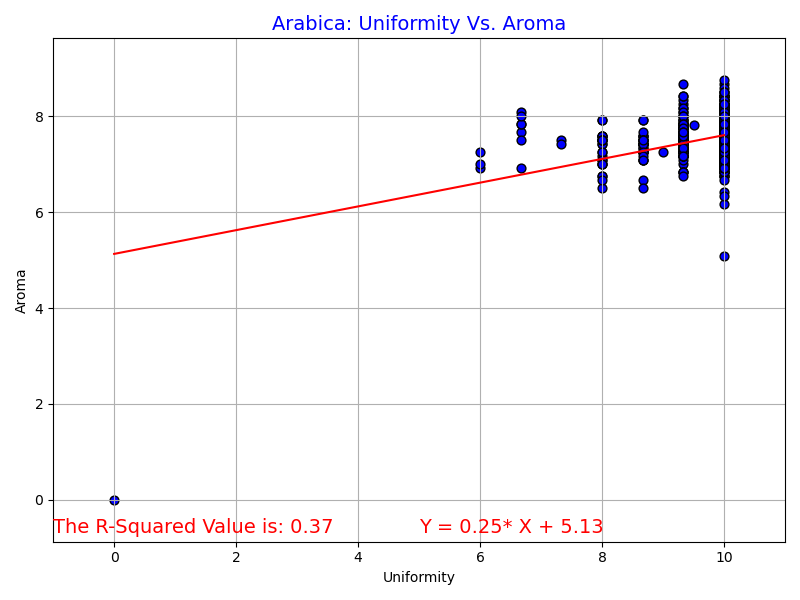 Arabica: Uniformity Vs. Aroma
8
6
4
2
0
Aroma
The R-Squared Value is: 0.37 Y = 0.25* X + 5.13
0 2 4 6 8 10
Uniformity